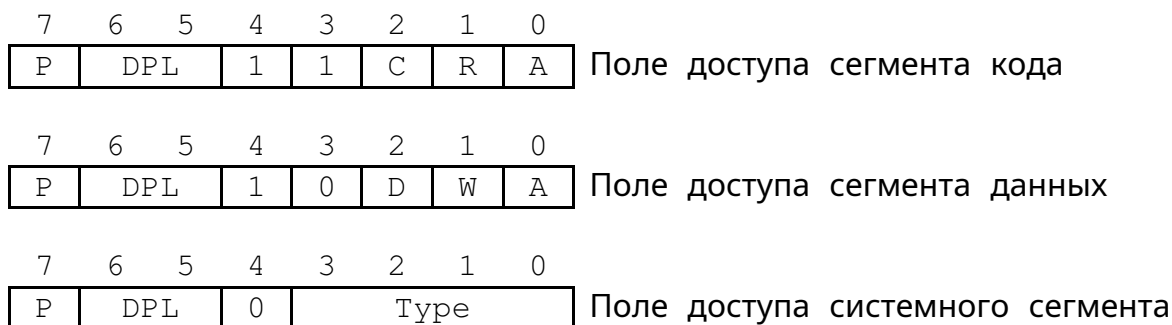 7 6 5 4 3 2 1 0
P DPL 1 1 C R A Поле доступа сегмента кода
7 6 5 4 3 2 1 0
P DPL 1 0 D W A Поле доступа сегмента данных
7 6 5 4 3 2 1 0
P DPL 0 Type Поле доступа системного сегмента